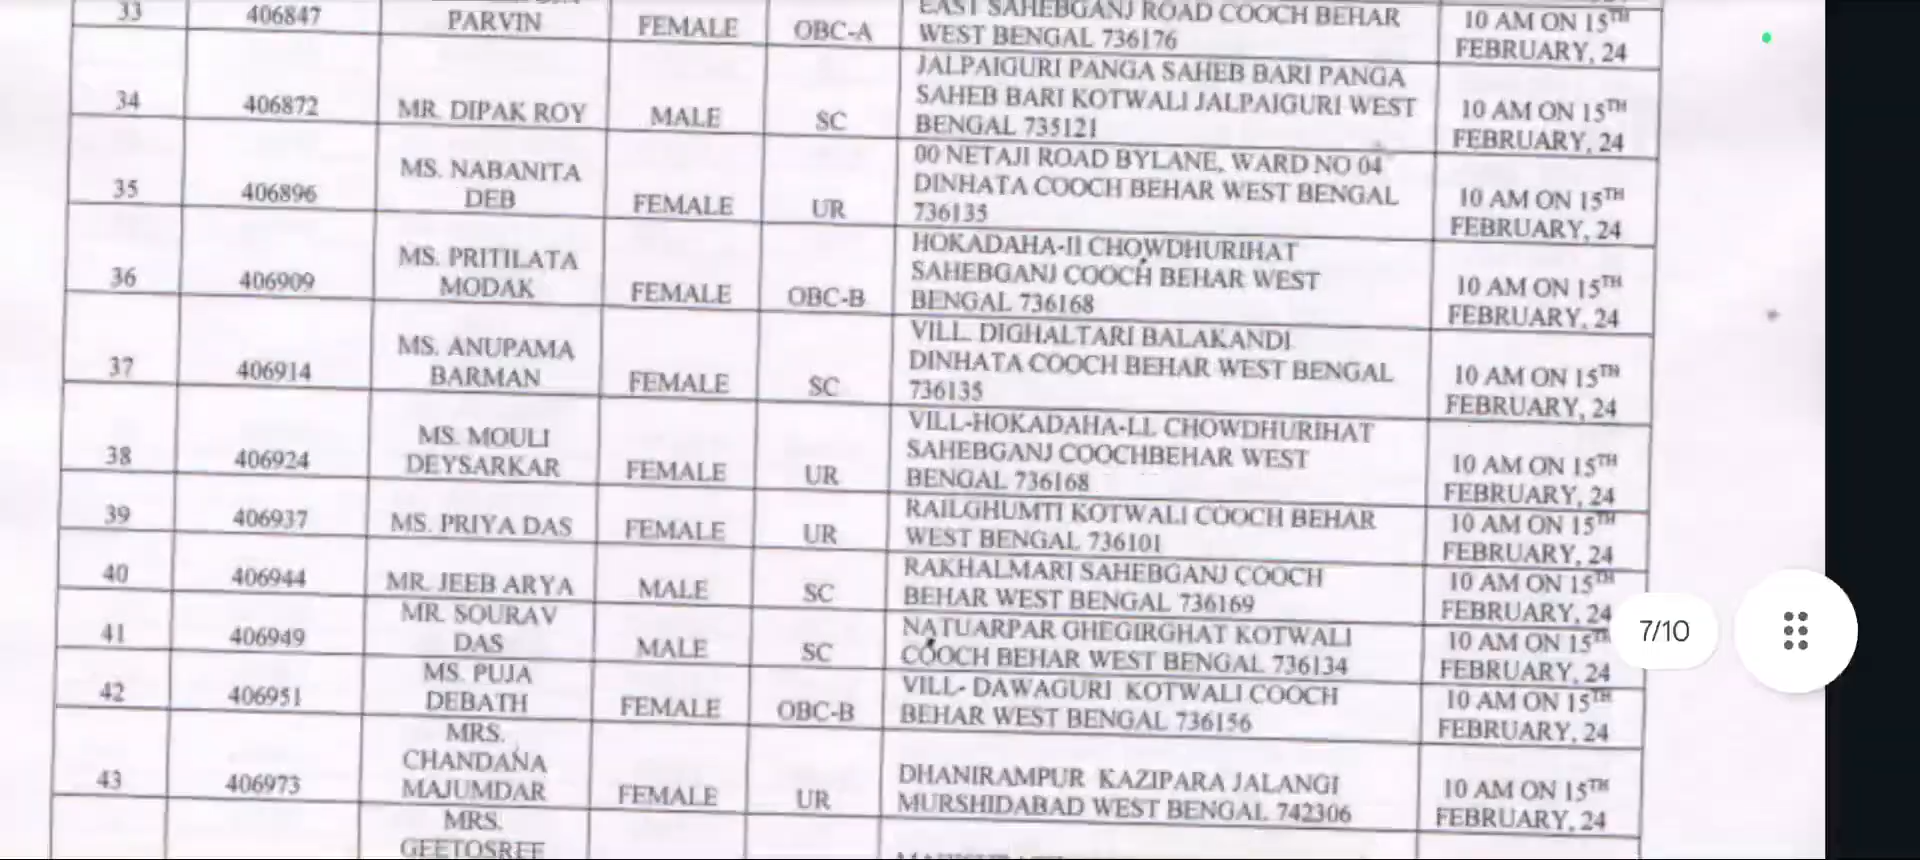 33 406847 PARVIN FEMALE OBC-A EAST SAHEBGANJ ROAD COOCH BEHAR WEST BENGAL 736176 10 AM ON 15TH FEBRUARY, 24
34 406872 MR. DIPAK ROY MALE SC JALPAIGURI PANGA SAHEB BARI PANGA SAHEB BARI KOTWALI JALPAIGURI WEST BENGAL 735121 10 AM ON 15TH FEBRUARY, 24
35 406896 MS. NABANITA DEB FEMALE UR 00 NETAJI ROAD BYLANE, WARD NO 04 DINHATA COOCH BEHAR WEST BENGAL 736135 10 AM ON 15TH FEBRUARY, 24
36 406909 MS. PRITILATA MODAK FEMALE OBC-B HOKADAHA-II CHOWDHURIHAT SAHEBGANJ COOCH BEHAR WEST BENGAL 736168 10 AM ON 15TH FEBRUARY, 24
37 406914 MS. ANUPAMA BARMAN FEMALE SC VILL. DIGHALTARI BALAKANDI DINHATA COOCH BEHAR WEST BENGAL 736135 10 AM ON 15TH FEBRUARY, 24
38 406924 MS. MOULI DEYSARKAR FEMALE UR VILL-HOKADAHA-LL CHOWDHURIHAT SAHEBGANJ COOCHBEHAR WEST BENGAL 736168 10 AM ON 15TH FEBRUARY, 24
39 406937 MS. PRIYA DAS FEMALE UR RAILGHUMTI KOTWALI COOCH BEHAR WEST BENGAL 736101 10 AM ON 15TH FEBRUARY, 24
40 406944 MR. JEEB ARYA MALE SC RAKHALMARI SAHEBGANJ COOCH BEHAR WEST BENGAL 736169 10 AM ON 15TH FEBRUARY, 24
41 406949 MR. SOURAV DAS MALE SC NATUARPAR GHEGIRGHAT KOTWALI COOCH BEHAR WEST BENGAL 736134 10 AM ON 15TH FEBRUARY, 24
42 406951 MS. PUJA DEBATH FEMALE OBC-B VILL- DAWAGURI KOTWALI COOCH BEHAR WEST BENGAL 736156 10 AM ON 15TH FEBRUARY, 24
43 406973 MRS. CHANDANA MAJUMDAR FEMALE UR DHANIRAMPUR KAZIPARA JALANGI MURSHIDABAD WEST BENGAL 742306 10 AM ON 15TH FEBRUARY, 24
MRS. GEETOSREE
7/10